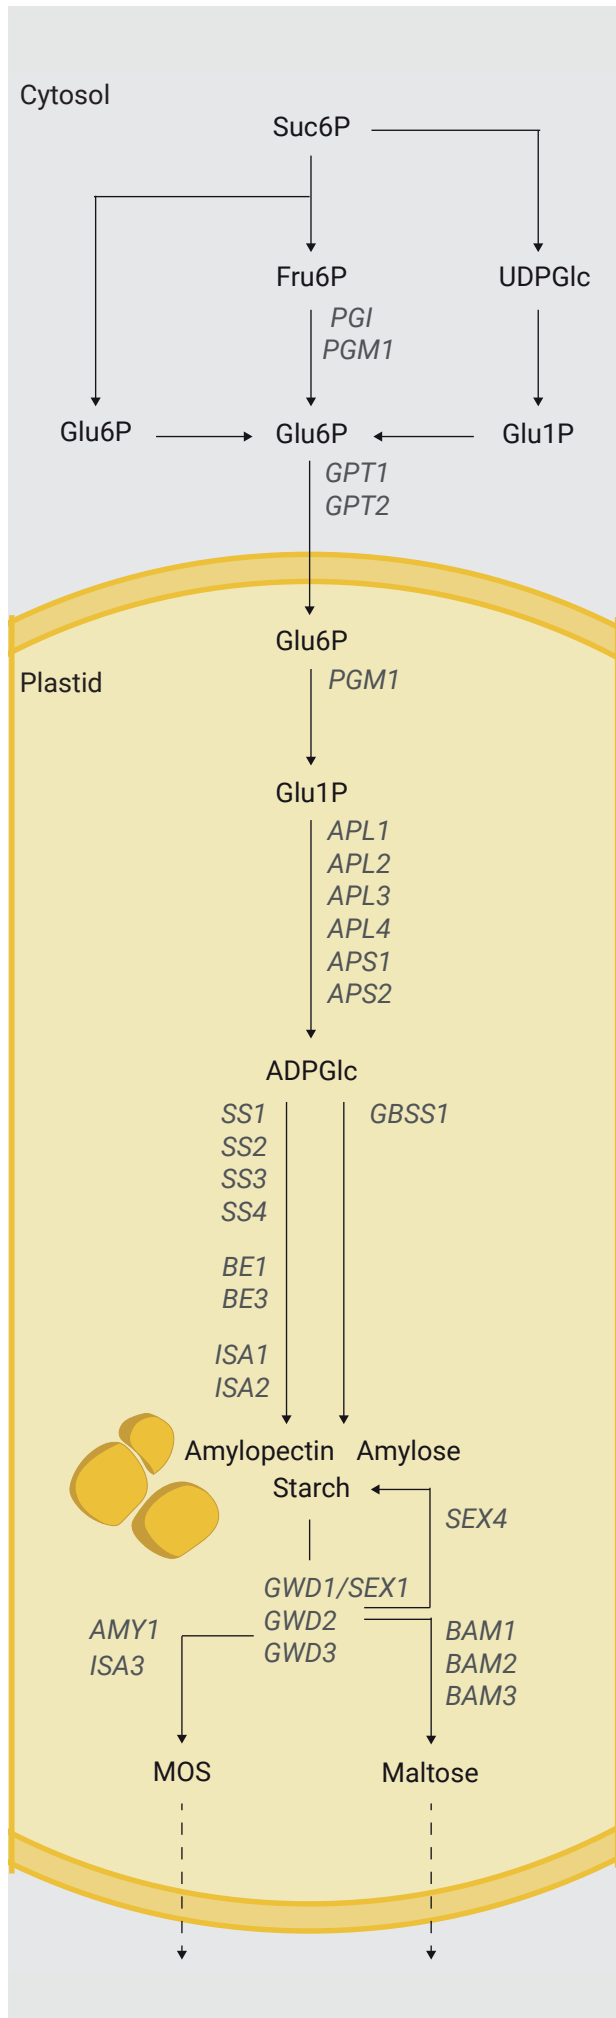 Cytosol
Suc6P
Fru6P
UDPGlc
PGI
PGM1
Glu6P
Glu6P
Glu1P
GPT1
GPT2
Glu6P
Plastid
PGM1
Glu1P
APL1
APL2
APL3
APL4
APS1
APS2
ADPGlc
SS1
SS2
SS3
SS4
GBSS1
BE1
BE3
ISA1
ISA2
Amylopectin
Amylose
Starch
SEX4
GWD1/SEX1
GWD2
GWD3
AMY1
ISA3
BAM1
BAM2
BAM3
MOS
Maltose